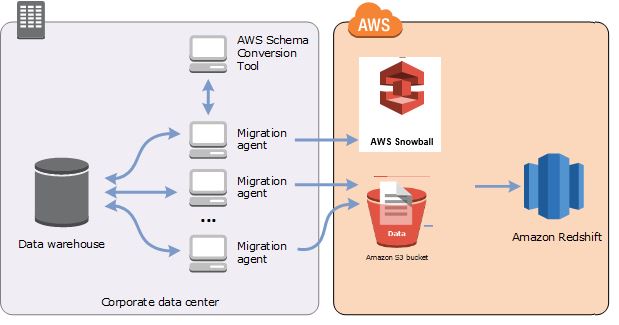 AWS
AWS Schema
Conversion
Tool
Migration
agent
AWS Snowball
Migration
agent
...
Data
Data warehouse
Migration
agent
Amazon S3 bucket
Amazon Redshift
Corporate data center